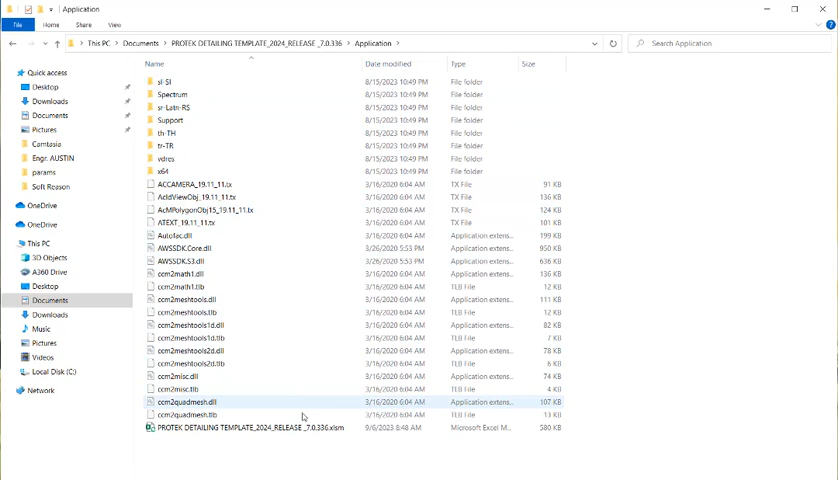 Application
File
Home
Share
View
This PC > Documents > PROTEK DETAILING TEMPLATE_2024_RELEASE _7.0.336 > Application >
Search Application
Name Date modified Type Size
Quick access
Desktop
Downloads
Documents
Pictures
Camtasia
Engr. AUSTIN
params
Soft Reason
OneDrive
OneDrive
This PC
3D Objects
A360 Drive
Desktop
Documents
Downloads
Music
Pictures
Videos
Local Disk (C:)
Network
sl-SI 8/15/2023 10:49 PM File folder
Spectrum 8/15/2023 10:49 PM File folder
sr-Latn-RS 8/15/2023 10:49 PM File folder
Support 8/15/2023 10:49 PM File folder
th-TH 8/15/2023 10:49 PM File folder
tr-TR 8/15/2023 10:49 PM File folder
vdres 8/15/2023 10:49 PM File folder
x64 8/15/2023 10:49 PM File folder
ACCAMERA_19.11_11.tx 3/16/2020 6:04 AM TX File 91 KB
AcIdViewObj_19.11_11.tx 3/16/2020 6:04 AM TX File 136 KB
AcMPolygonObj15_19.11_11.tx 3/16/2020 6:04 AM TX File 124 KB
ATEXT_19.11_11.tx 3/16/2020 6:04 AM TX File 101 KB
Autofac.dll 3/16/2020 6:04 AM Application extens... 199 KB
AWSSDK.Core.dll 3/26/2020 5:53 PM Application extens... 950 KB
AWSSDK.S3.dll 3/26/2020 5:53 PM Application extens... 636 KB
ccm2math1.dll 3/16/2020 6:04 AM Application extens... 136 KB
ccm2math1.tlb 3/16/2020 6:04 AM TLB File 12 KB
ccm2meshtools.dll 3/16/2020 6:04 AM Application extens... 111 KB
ccm2meshtools.tlb 3/16/2020 6:04 AM TLB File 12 KB
ccm2meshtools1d.dll 3/16/2020 6:04 AM Application extens... 82 KB
ccm2meshtools1d.tlb 3/16/2020 6:04 AM TLB File 7 KB
ccm2meshtools2d.dll 3/16/2020 6:04 AM Application extens... 78 KB
ccm2meshtools2d.tlb 3/16/2020 6:04 AM TLB File 6 KB
ccm2misc.dll 3/16/2020 6:04 AM Application extens... 74 KB
ccm2misc.tlb 3/16/2020 6:04 AM TLB File 4 KB
ccm2quadmesh.dll 3/16/2020 6:04 AM Application extens... 107 KB
ccm2quadmesh.tlb 3/16/2020 6:04 AM TLB File 13 KB
PROTEK DETAILING TEMPLATE_2024_RELEASE _7.0.336.xlsm 9/6/2023 8:48 AM Microsoft Excel M... 580 KB